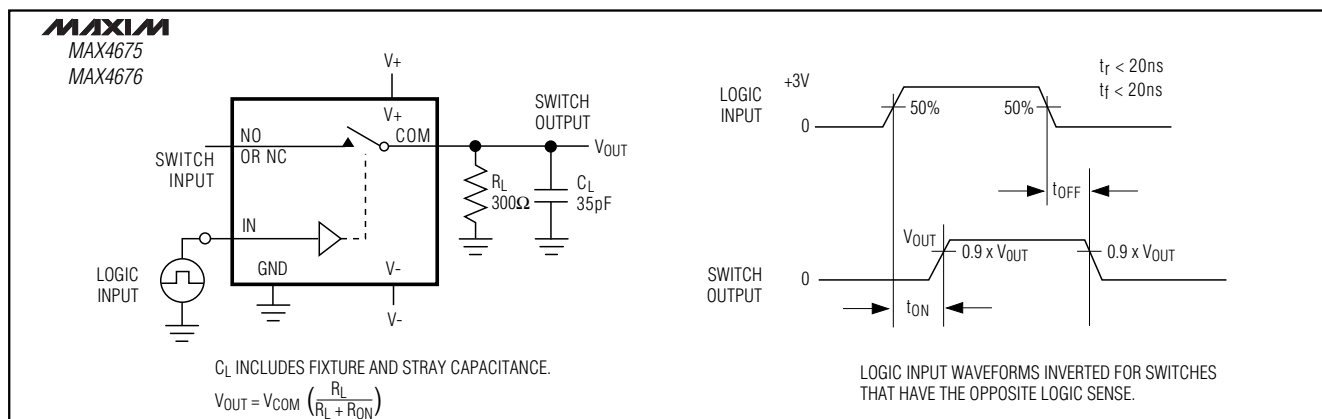 MAXIM
MAX4675
MAX4676
V+
V+
NO
OR NC
COM
SWITCH
INPUT
SWITCH
OUTPUT
VOUT
RL
300Ω
CL
35pF
IN
LOGIC
INPUT
GND
V-
V-
CL INCLUDES FIXTURE AND STRAY CAPACITANCE.
VOUT = VCOM (RL / RL + RON)
LOGIC
INPUT
+3V
0
50%
50%
tr < 20ns
tf < 20ns
tOFF
SWITCH
OUTPUT
VOUT
0
0.9 x VOUT
0.9 x VOUT
tON
LOGIC INPUT WAVEFORMS INVERTED FOR SWITCHES
THAT HAVE THE OPPOSITE LOGIC SENSE.